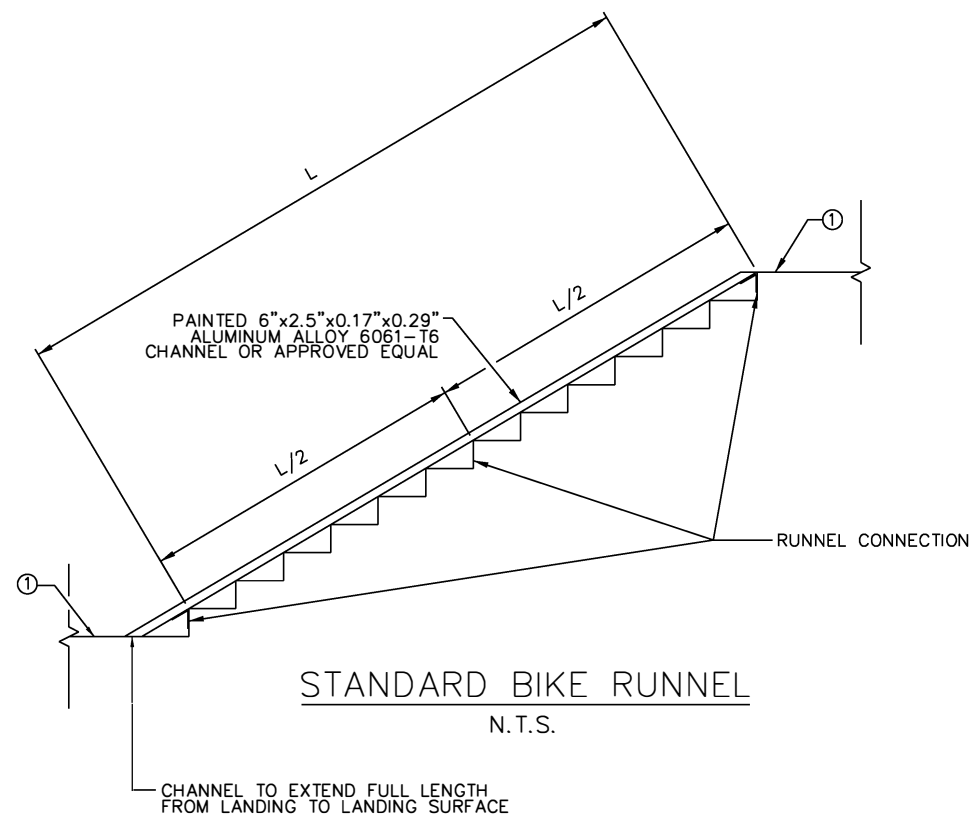 L
①
L/2
PAINTED 6"x2.5"x0.17"x0.29"
ALUMINUM ALLOY 6061-T6
CHANNEL OR APPROVED EQUAL
L/2
RUNNEL CONNECTION
①
STANDARD BIKE RUNNEL
N.T.S.
CHANNEL TO EXTEND FULL LENGTH
FROM LANDING TO LANDING SURFACE